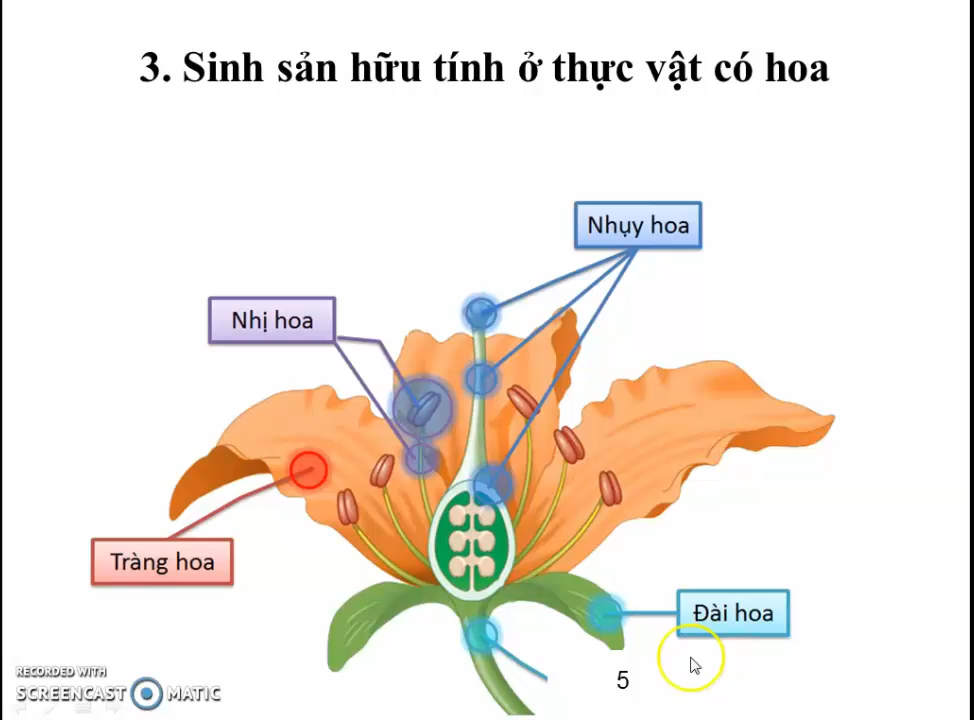 3. Sinh sản hữu tính ở thực vật có hoa
Nhụy hoa
Nhị hoa
Tràng hoa
Đài hoa
5
RECORDED WITH
SCREENCAST MATIC